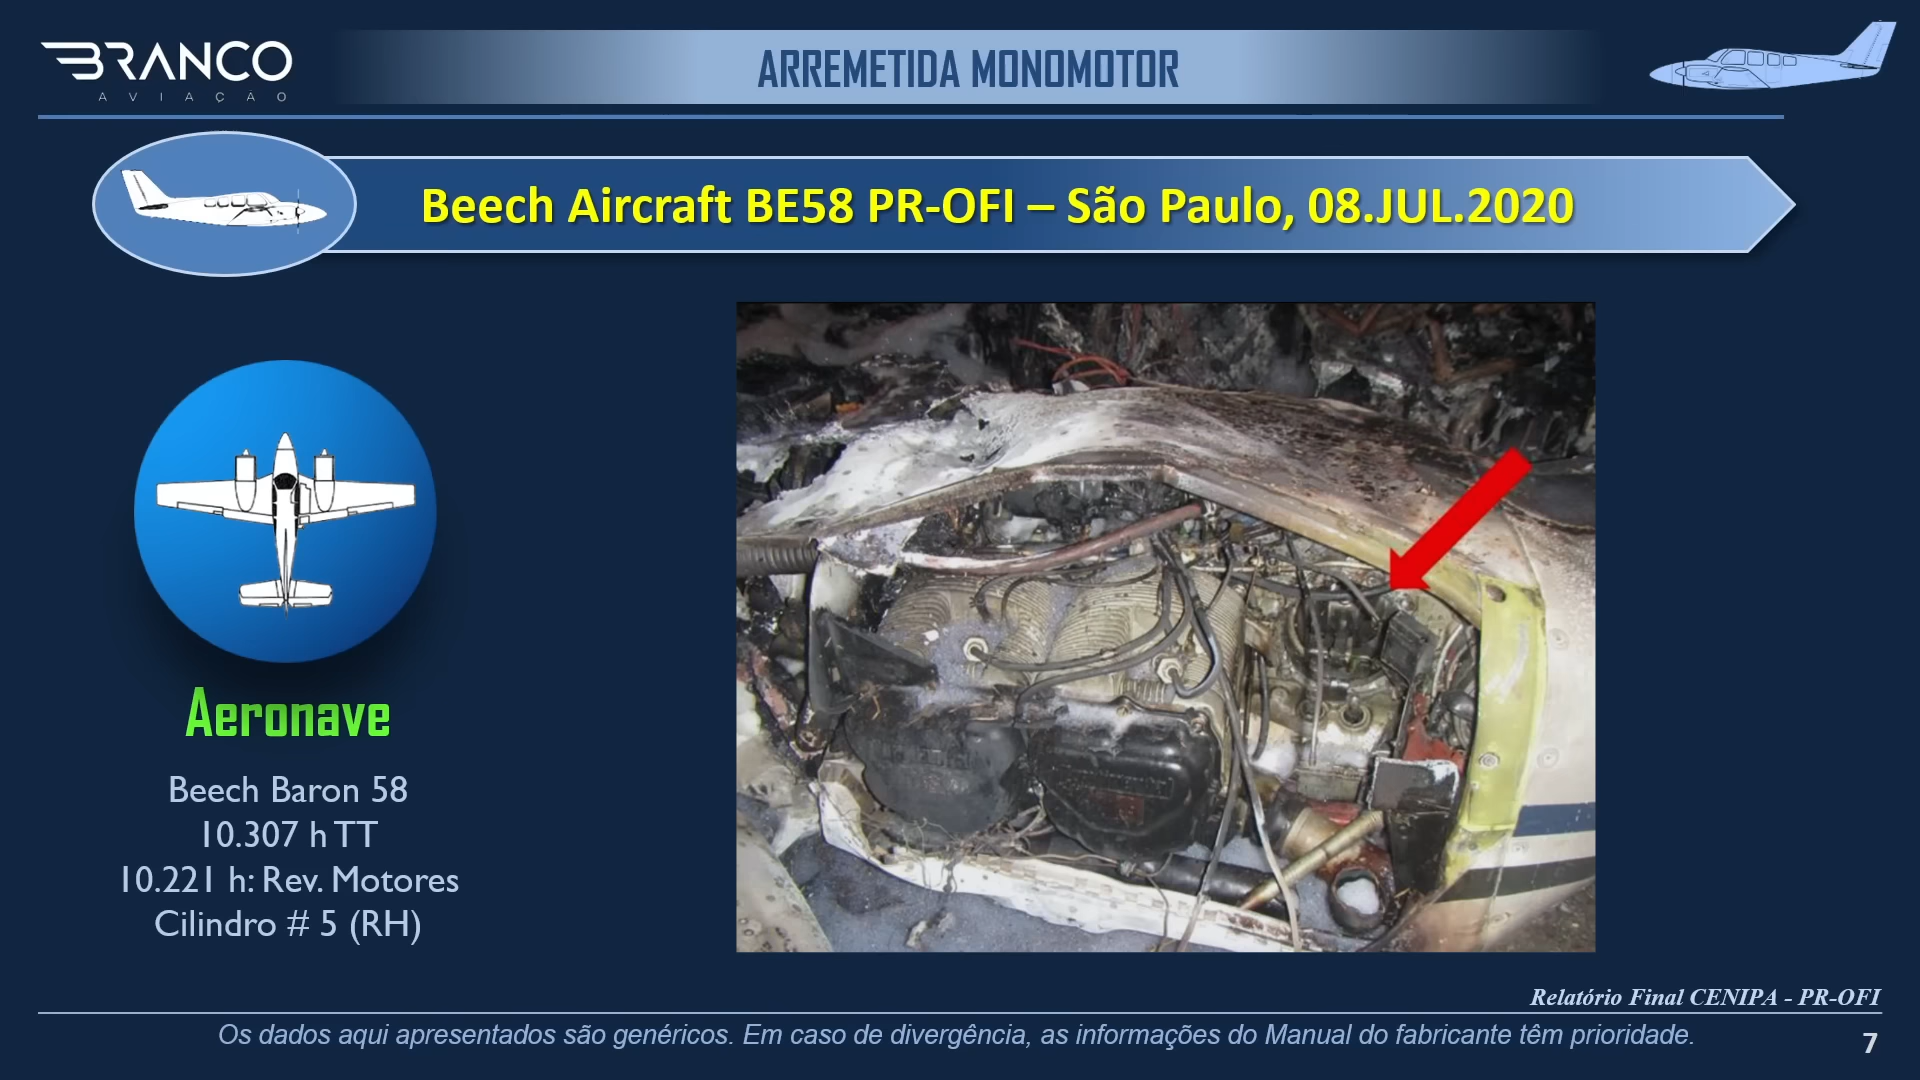 BRANCO
AVIAÇÃO
ARREMETIDA MONOMOTOR
Beech Aircraft BE58 PR-OFI – São Paulo, 08.JUL.2020
Aeronave
Beech Baron 58
10.307 h TT
10.221 h: Rev. Motores
Cilindro # 5 (RH)
Relatório Final CENIPA - PR-OFI
Os dados aqui apresentados são genéricos. Em caso de divergência, as informações do Manual do fabricante têm prioridade.
7